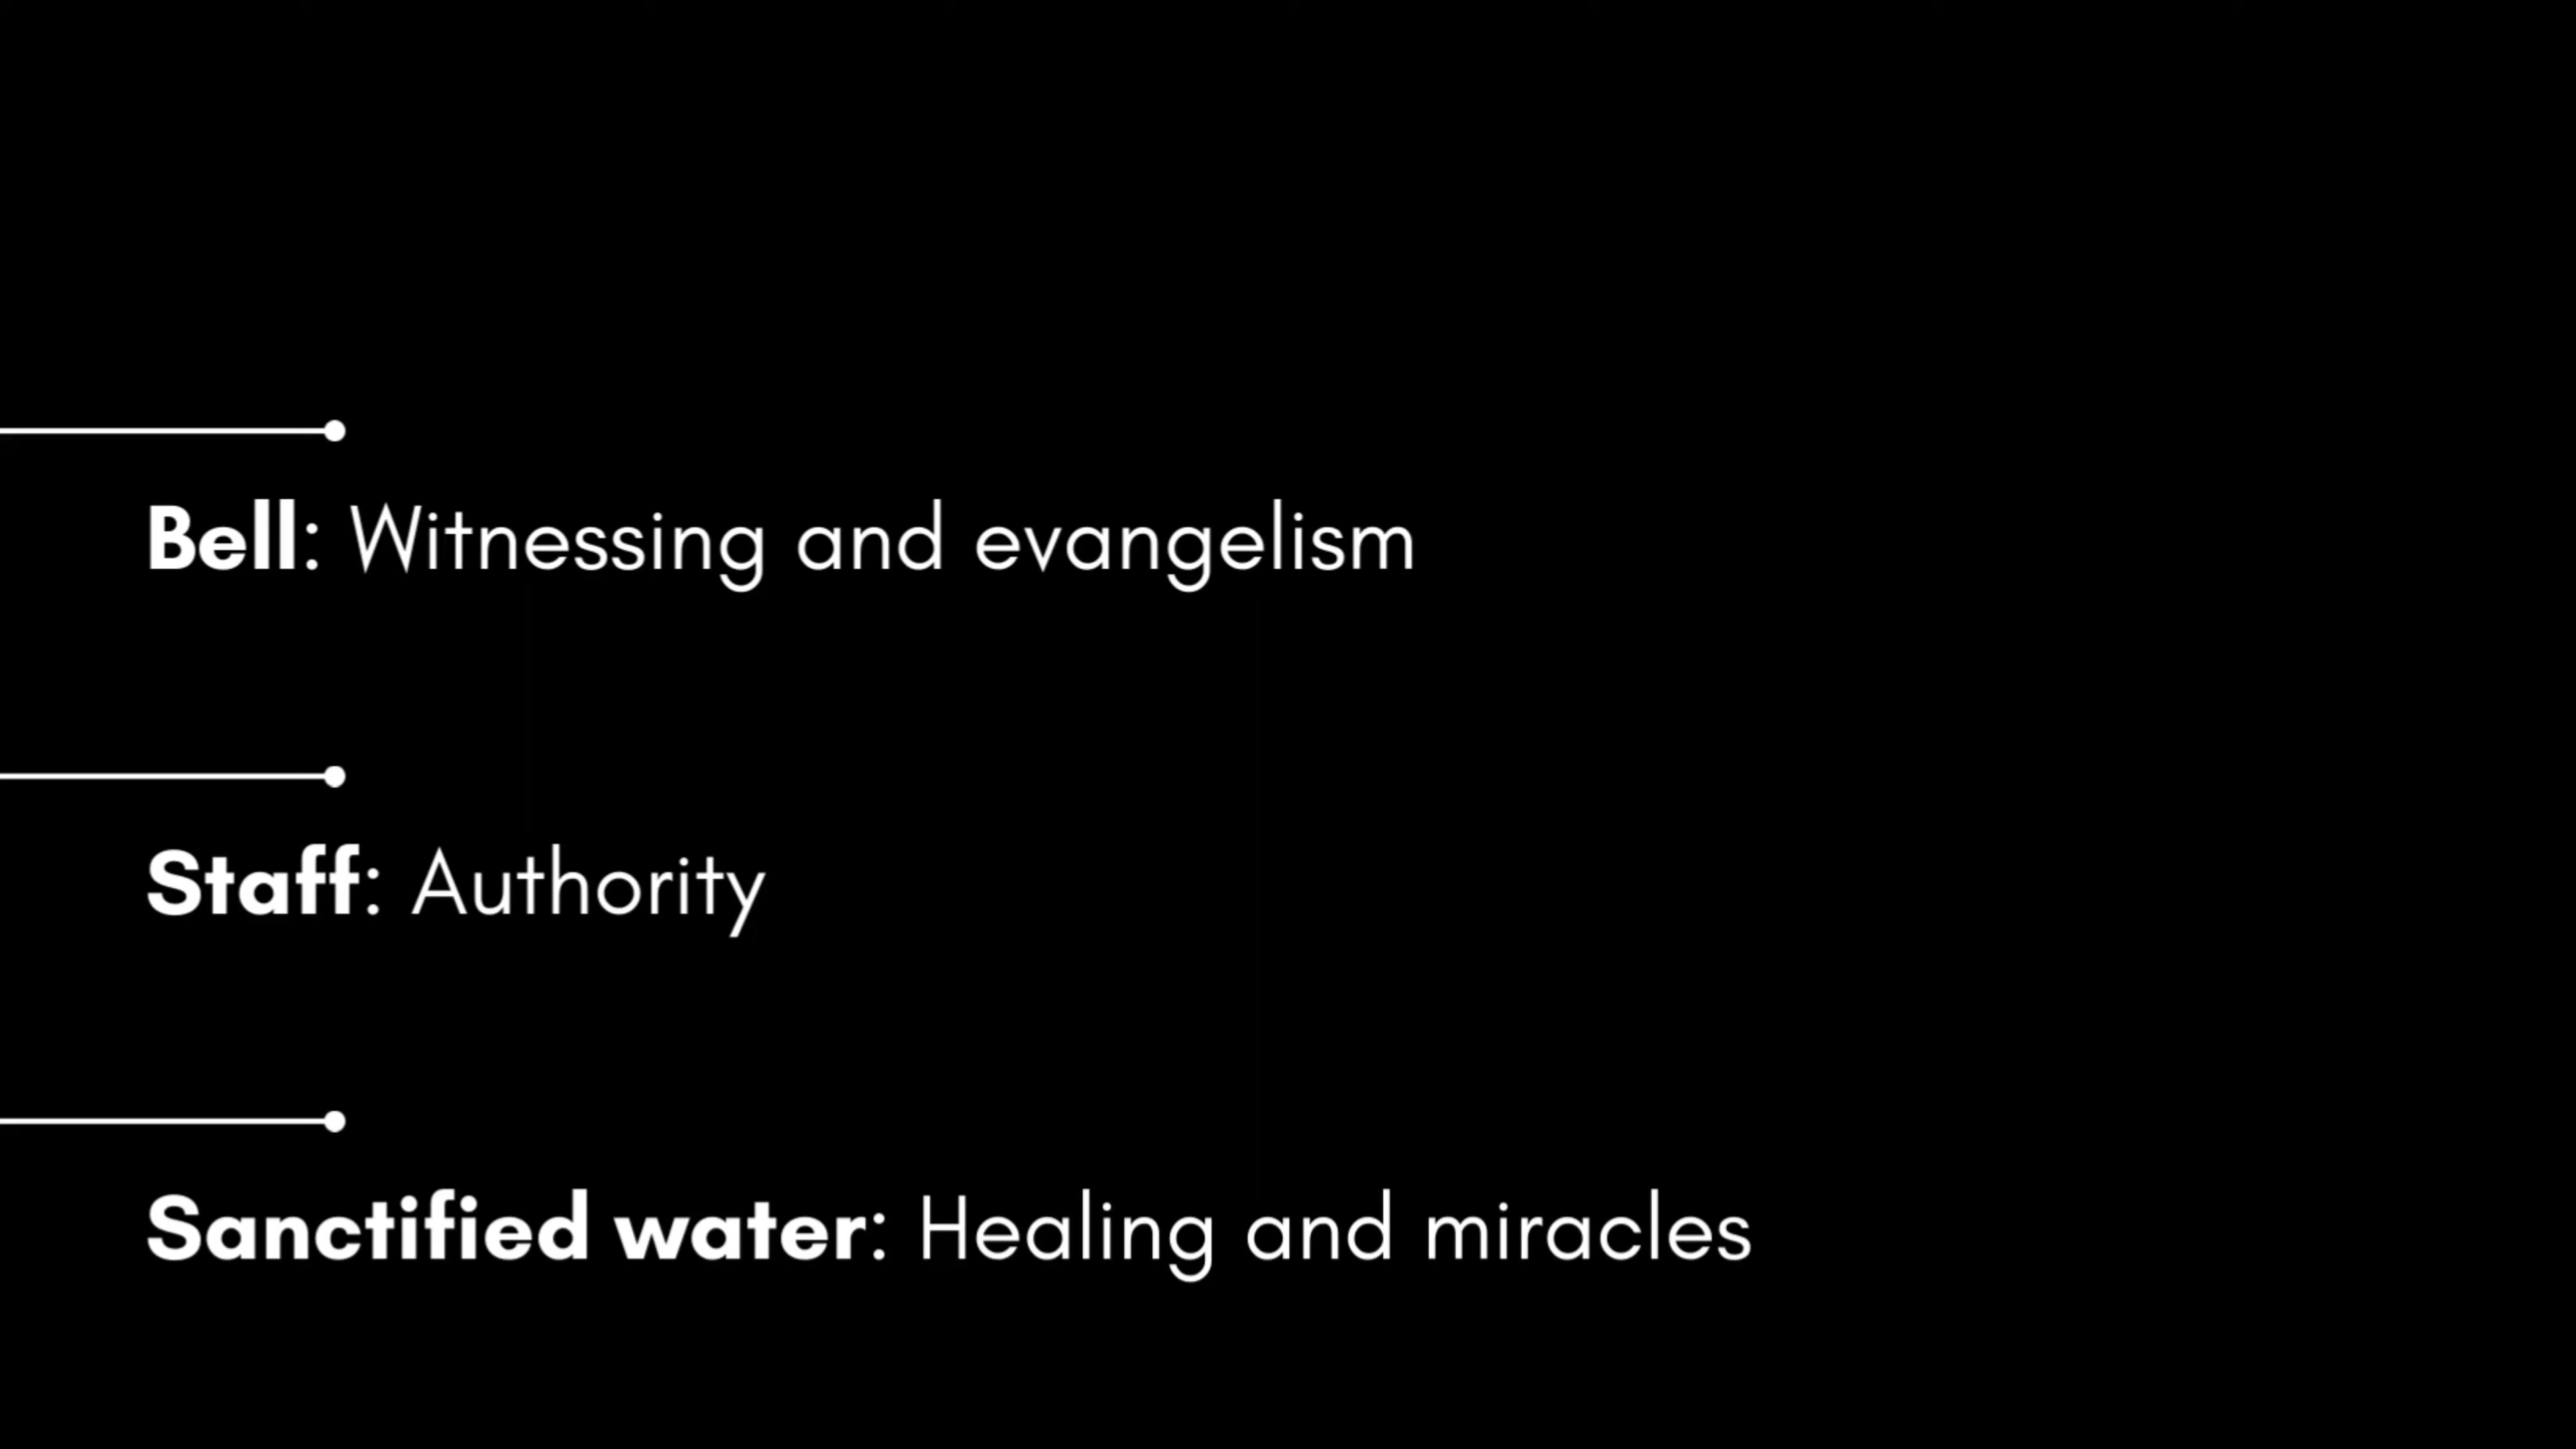 Bell: Witnessing and evangelism
Staff: Authority
Sanctified water: Healing and miracles